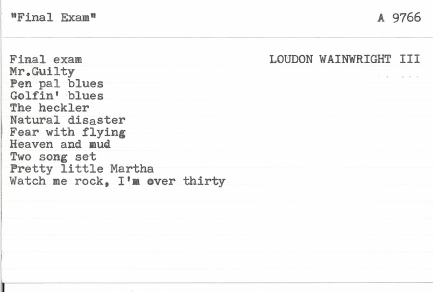 "Final Exam" A 9766
Final exam LOUDON WAINWRIGHT III
Mr.Guilty
Pen pal blues
Golfin' blues
The heckler
Natural disaster
Fear with flying
Heaven and mud
Two song set
Pretty little Martha
Watch me rock, I'm over thirty